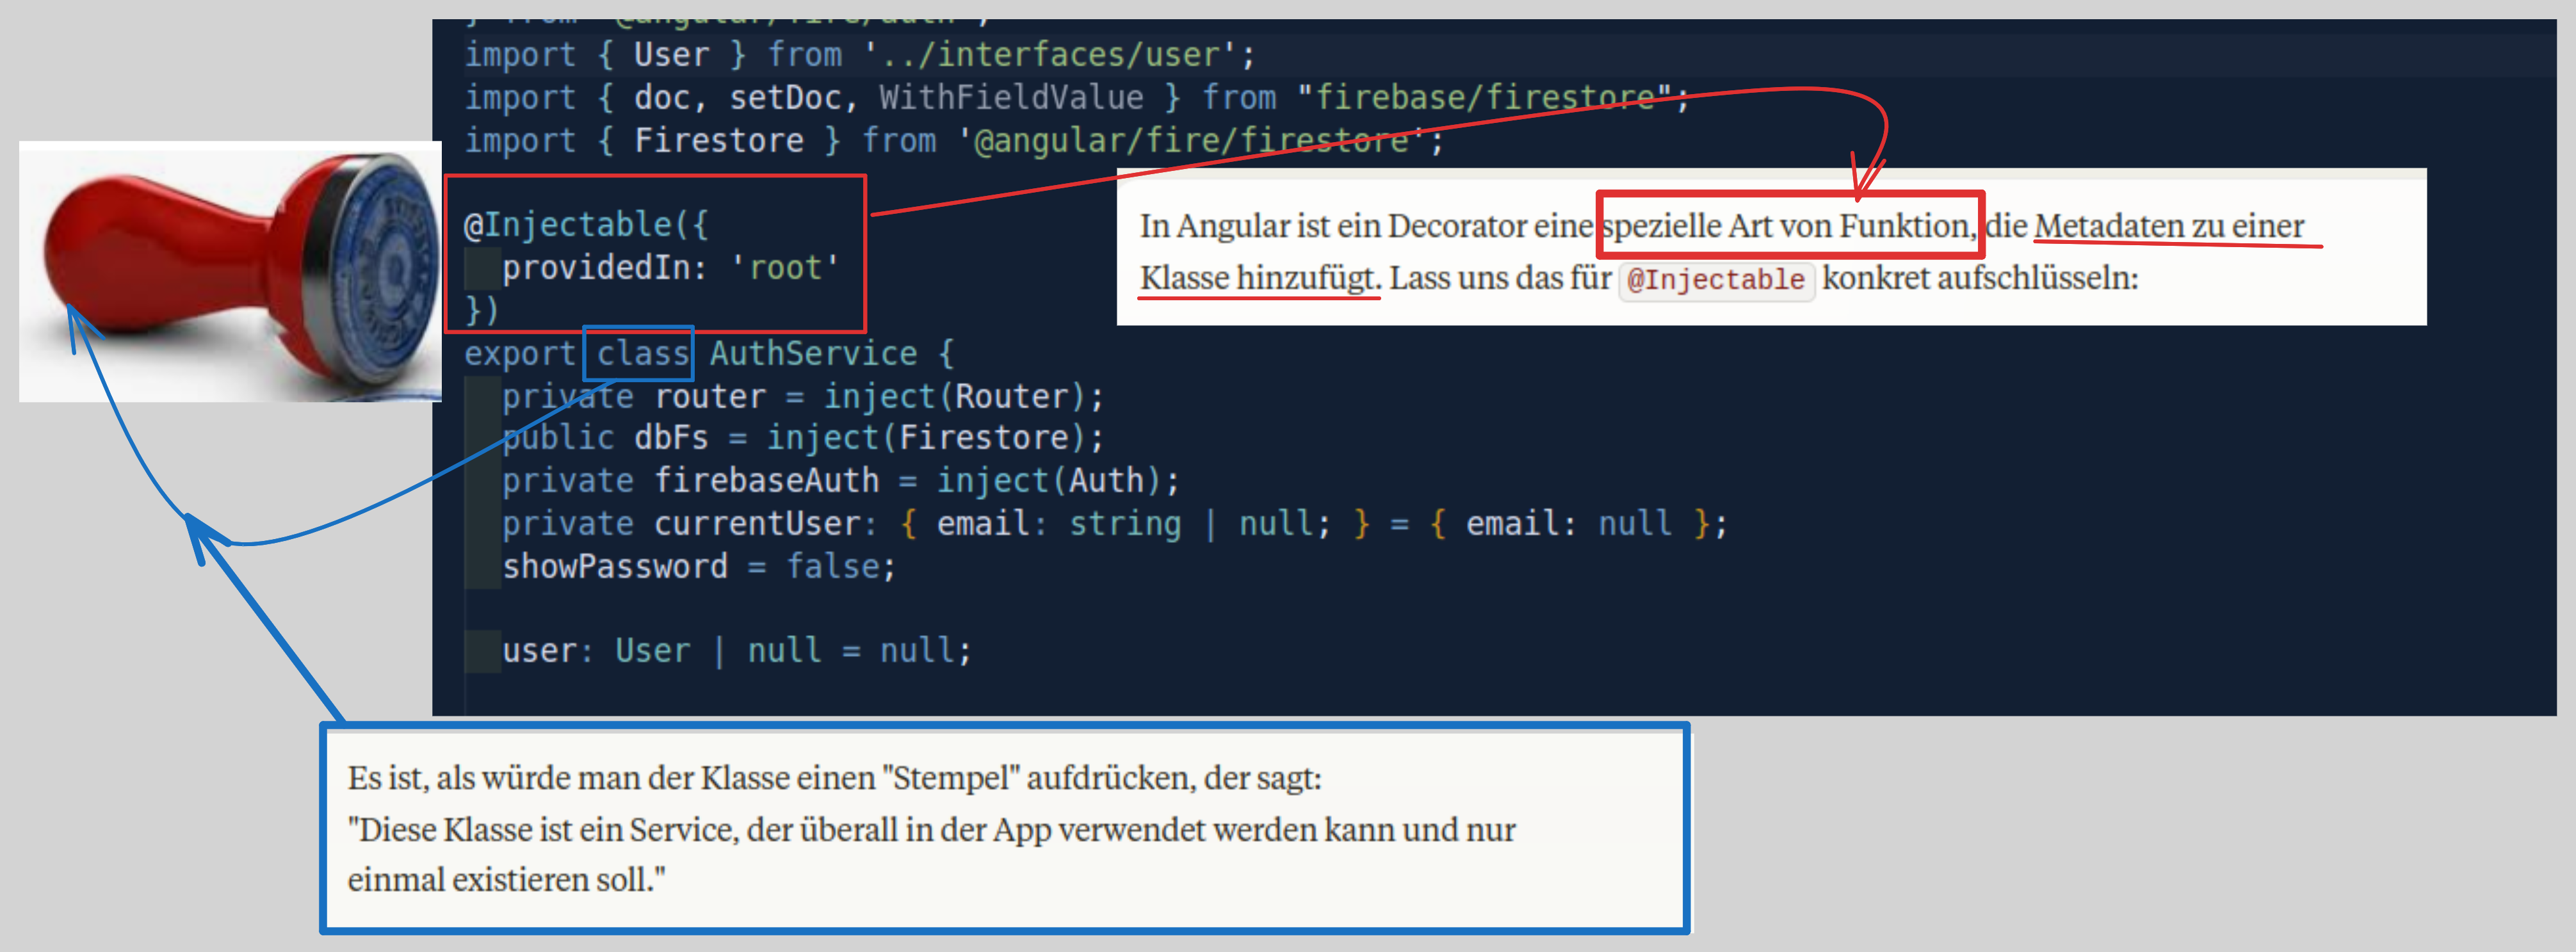 } from '@angular/fire/auth';
import { User } from '../interfaces/user';
import { doc, setDoc, WithFieldValue } from "firebase/firestore";
import { Firestore } from '@angular/fire/firestore';
@Injectable({
providedIn: 'root'
})
In Angular ist ein Decorator eine spezielle Art von Funktion, die Metadaten zu einer
Klasse hinzufügt. Lass uns das für @Injectable konkret aufschlüsseln:
export class AuthService {
private router = inject(Router);
public dbFs = inject(Firestore);
private firebaseAuth = inject(Auth);
private currentUser: { email: string | null; } = { email: null };
showPassword = false;
user: User | null = null;
Es ist, als würde man der Klasse einen "Stempel" aufdrücken, der sagt:
"Diese Klasse ist ein Service, der überall in der App verwendet werden kann und nur
einmal existieren soll."